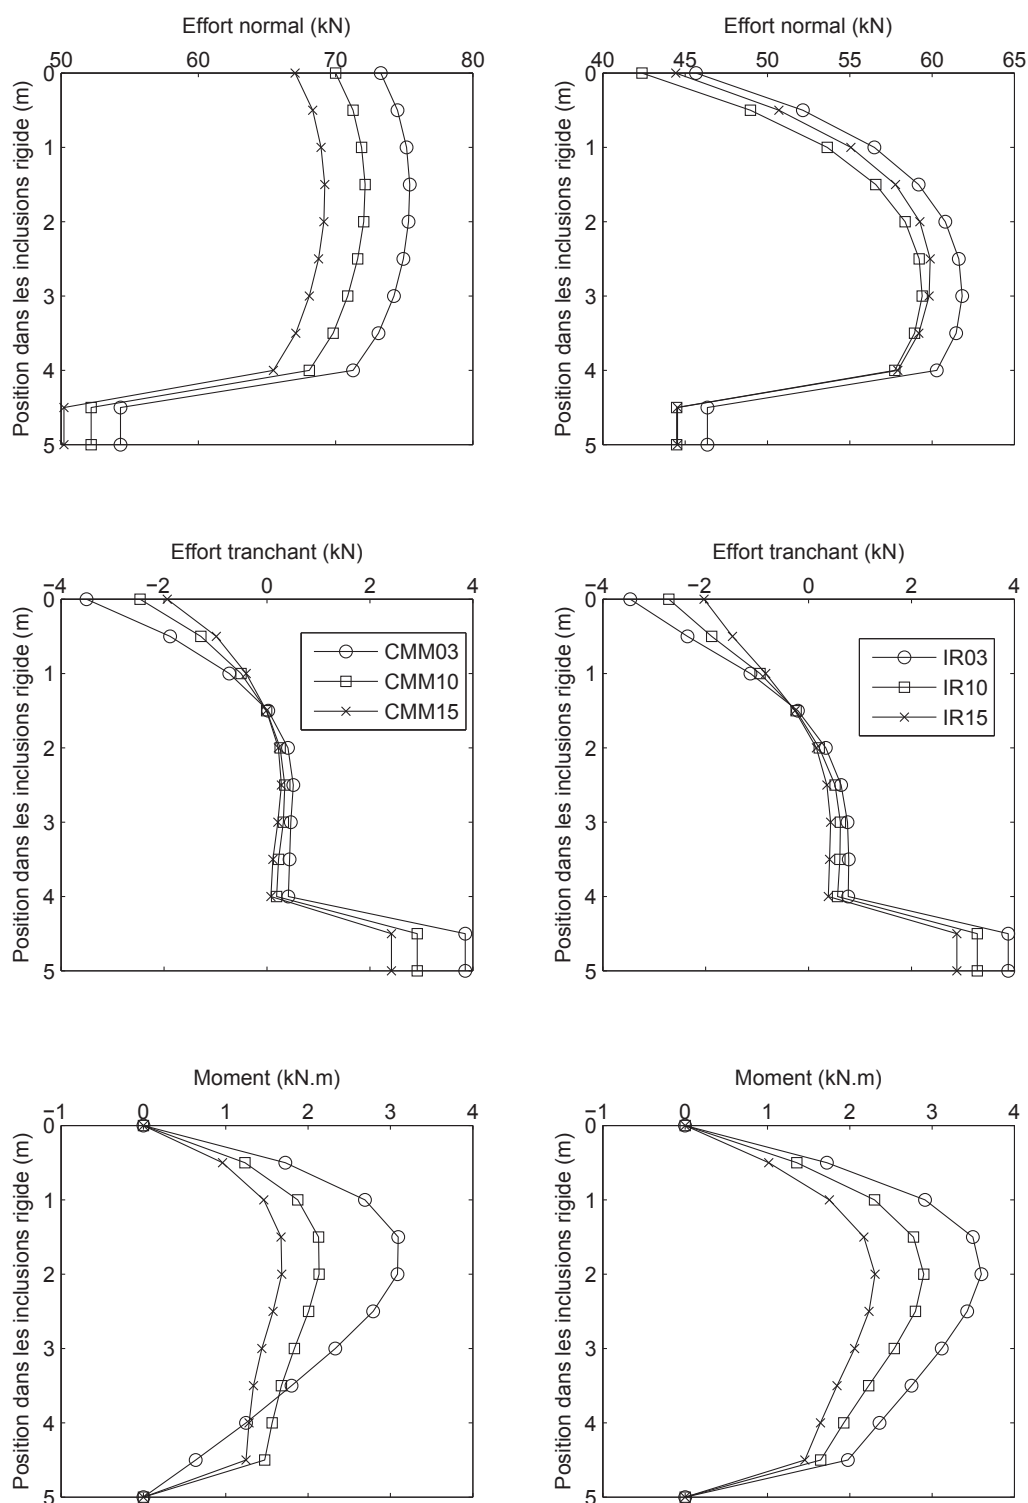 Effort normal (kN)
50 60 70 80
0
1
2
3
4
5
Position dans les inclusions rigide (m)
Effort normal (kN)
40 45 50 55 60 65
0
1
2
3
4
5
Position dans les inclusions rigide (m)
Effort tranchant (kN)
−4 −2 0 2 4
0
1
2
3
4
5
Position dans les inclusions rigide (m)
CMM03
CMM10
CMM15
Effort tranchant (kN)
−4 −2 0 2 4
0
1
2
3
4
5
Position dans les inclusions rigide (m)
IR03
IR10
IR15
Moment (kN.m)
−1 0 1 2 3 4
0
1
2
3
4
5
Position dans les inclusions rigide (m)
Moment (kN.m)
−1 0 1 2 3 4
0
1
2
3
4
5
Position dans les inclusions rigide (m)